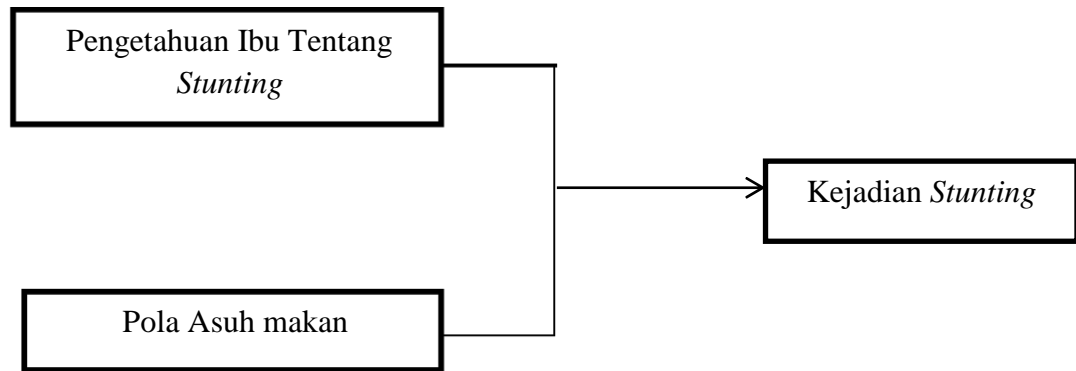 Pengetahuan Ibu Tentang
Stunting
Kejadian Stunting
Pola Asuh makan